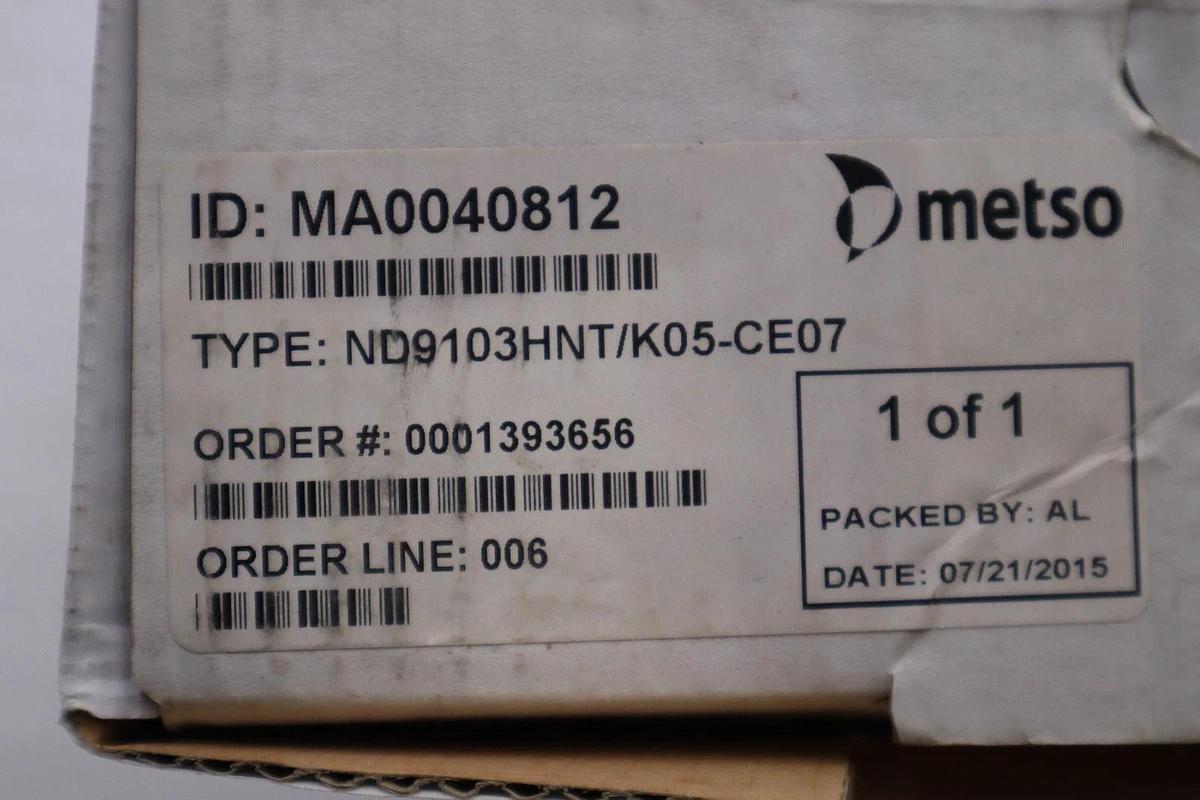 ID: MA0040812
metso
TYPE: ND9103HNT/K05-CE07
ORDER #: 0001393656
ORDER LINE: 006
1 of 1
PACKED BY: AL
DATE: 07/21/2015